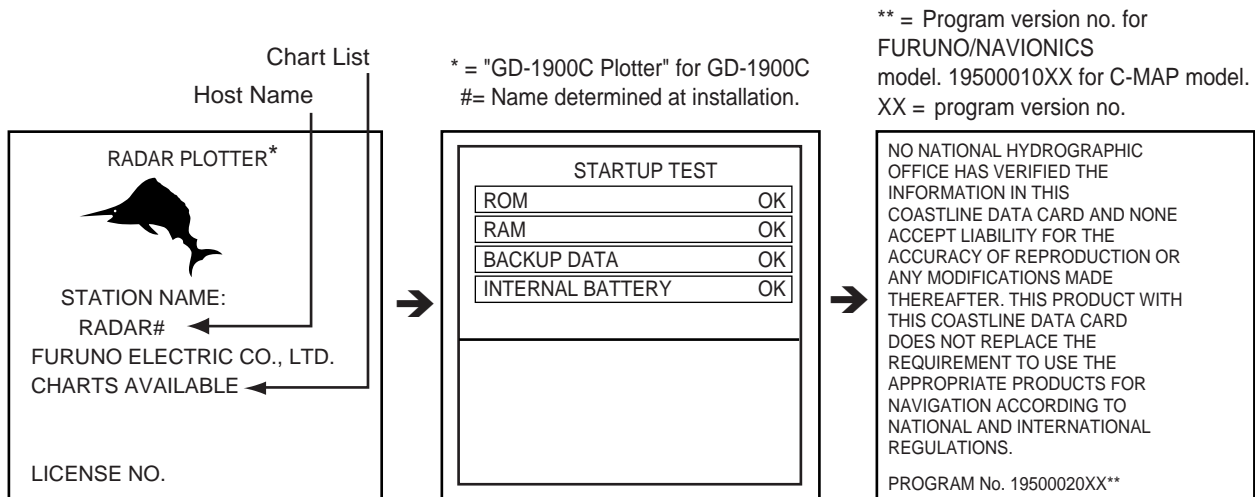 Chart List
Host Name
RADAR PLOTTER*
STATION NAME:
RADAR#
FURUNO ELECTRIC CO., LTD.
CHARTS AVAILABLE
LICENSE NO.
* = "GD-1900C Plotter" for GD-1900C
#= Name determined at installation.
STARTUP TEST
ROM OK
RAM OK
BACKUP DATA OK
INTERNAL BATTERY OK
** = Program version no. for
FURUNO/NAVIONICS
model. 19500010XX for C-MAP model.
XX = program version no.
NO NATIONAL HYDROGRAPHIC
OFFICE HAS VERIFIED THE
INFORMATION IN THIS
COASTLINE DATA CARD AND NONE
ACCEPT LIABILITY FOR THE
ACCURACY OF REPRODUCTION OR
ANY MODIFICATIONS MADE
THEREAFTER. THIS PRODUCT WITH
THIS COASTLINE DATA CARD
DOES NOT REPLACE THE
REQUIREMENT TO USE THE
APPROPRIATE PRODUCTS FOR
NAVIGATION ACCORDING TO
NATIONAL AND INTERNATIONAL
REGULATIONS.
PROGRAM No. 19500020XX**